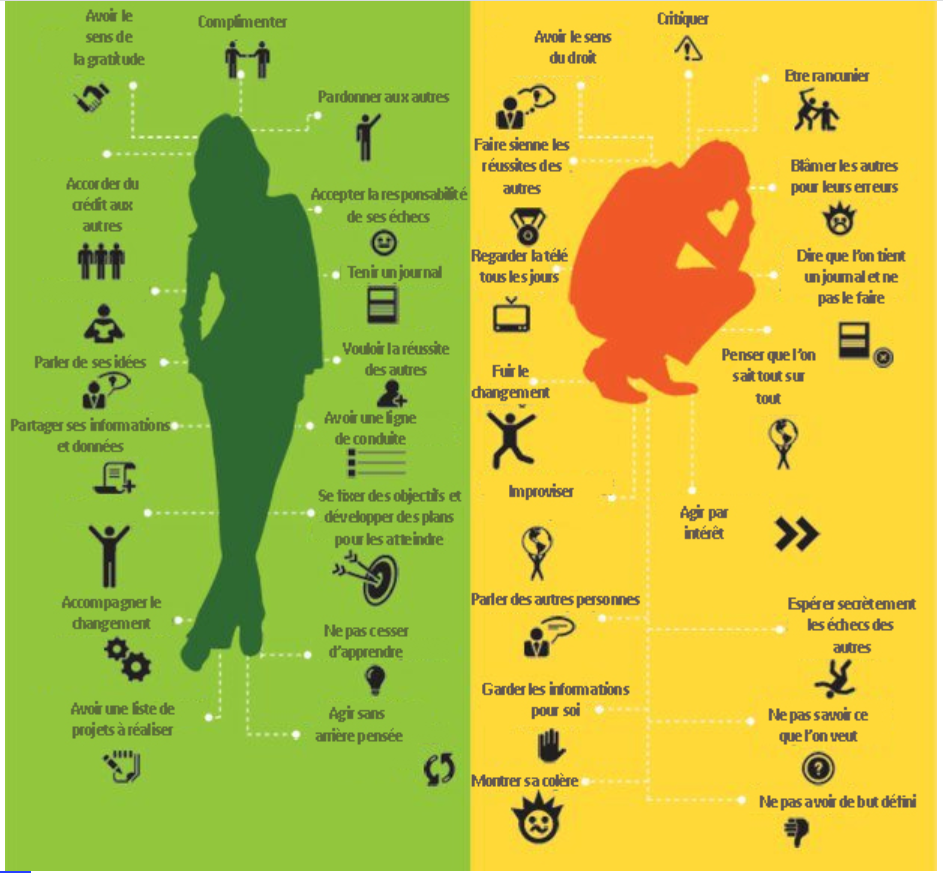 Avoir le
sens de
la gratitude
Complimenter
Pardonner aux autres
Accorder du
crédit aux
autres
Accepter la responsabilité
de ses échecs
Tenir un journal
Parler de ses idées
Vouloir la réussite
des autres
Partager ses informations
et données
Avoir une ligne
de conduite
Se fixer des objectifs et
développer des plans
pour les atteindre
Accompagner le
changement
Ne pas cesser
d'apprendre
Avoir une liste de
projets à réaliser
Agir sans
arrière pensée
Critiquer
Avoir le sens
du droit
Etre rancunier
Faire sienne les
réussites des
autres
Blâmer les autres
pour leurs erreurs
Regarder la télé
tous les jours
Dire que l'on tient
un journal et ne
pas le faire
Fuir le
changement
Penser que l'on
sait tout sur
tout
Improviser
Agir par
intérêt
Parler des autres personnes
Espérer secrètement
les échecs des
autres
Garder les informations
pour soi
Ne pas savoir ce
que l'on veut
Montrer sa colère
Ne pas avoir de but défini